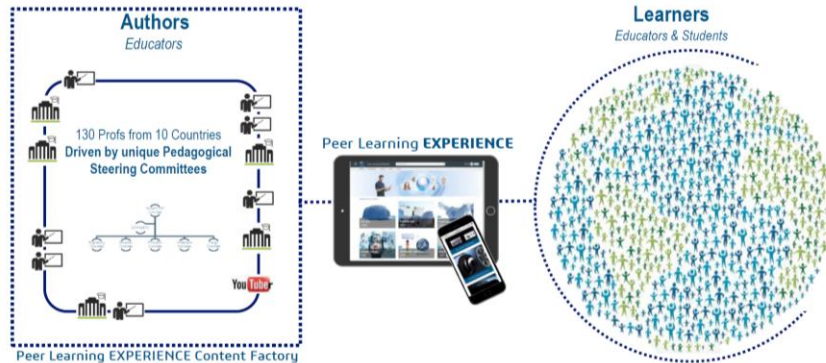 Authors
Educators
130 Profs from 10 Countries
Driven by unique Pedagogical
Steering Committees
YouTube
Peer Learning EXPERIENCE Content Factory
Peer Learning EXPERIENCE
Learners
Educators & Students